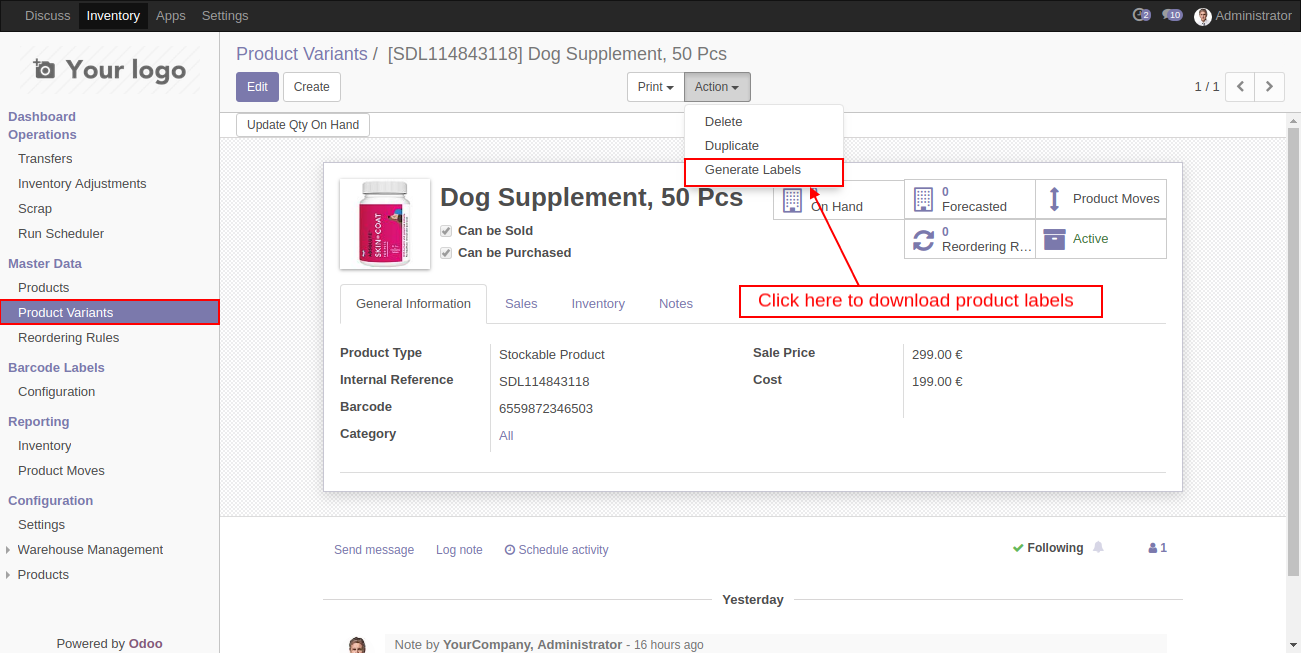 Discuss Inventory Apps Settings 2 10 Administrator
Your logo
Product Variants / [SDL114843118] Dog Supplement, 50 Pcs
Edit Create Print Action 1 / 1
Update Qty On Hand
Delete
Duplicate
Generate Labels
Dashboard
Operations
Transfers
Inventory Adjustments
Scrap
Run Scheduler
Master Data
Products
Product Variants
Reordering Rules
Barcode Labels
Configuration
Reporting
Inventory
Product Moves
Configuration
Settings
Warehouse Management
Products
Powered by Odoo
SKIN+COAT
Dog Supplement, 50 Pcs
Can be Sold
Can be Purchased
On Hand
0
Forecasted
Product Moves
0
Reordering R...
Active
General Information Sales Inventory Notes
Click here to download product labels
Product Type Stockable Product
Internal Reference SDL114843118
Barcode 6559872346503
Category All
Sale Price 299.00 €
Cost 199.00 €
Send message Log note Schedule activity Following 1
Yesterday
Note by YourCompany, Administrator - 16 hours ago